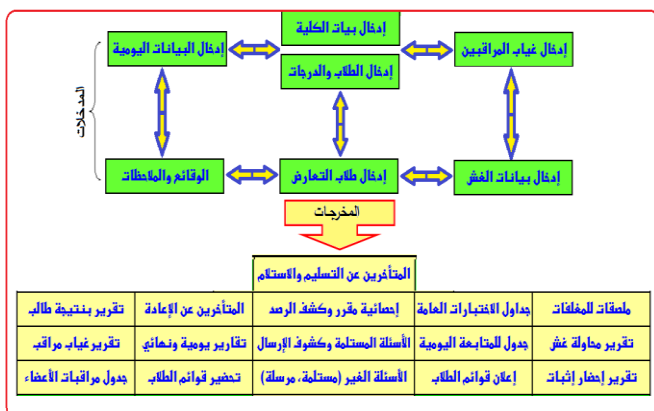 إدخال بيات الكلية
إدخال غياب المراقبين
إدخال البيانات اليومية
إدخال الطلاب والدرجات
المدخلات
إدخال بيانات الغش
إدخال طلاب التعارض
الوقائع والملاحظات
المخرجات
المتأخرين عن التسليم والاستلام
ملصقات للمغلفات جداول الاختبارات العامة إحصائية مقرر وكشف الرصد المتأخرين عن الإعادة تقرير بنتيجة طالب
تقرير محاولة غش جدول للمتابعة اليومية الأسئلة المستلمة وكشوف الإرسال تقارير يومية ونهائي تقرير غياب مراقب
تقرير إحضار إثبات إعلان قوائم الطلاب الأسئلة الغير (مستلمة، مرسلة) تحضير قوائم الطلاب جدول مراقبات الأعضاء